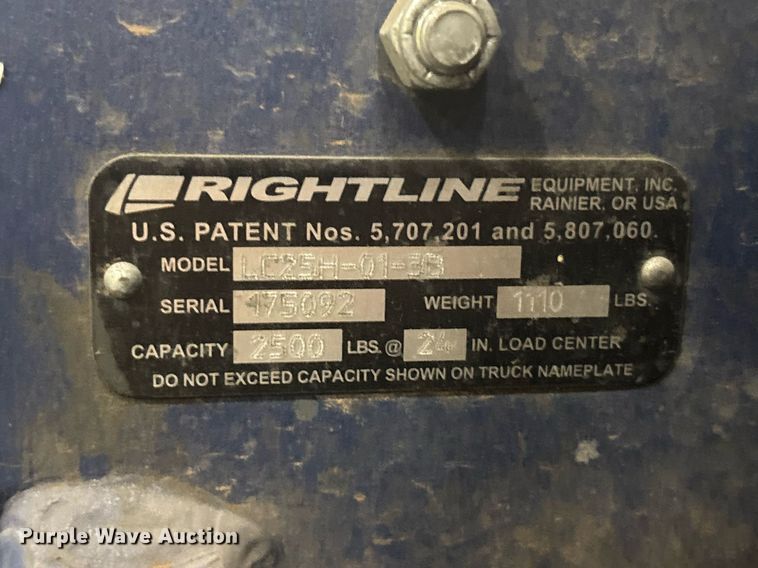 RIGHTLINE EQUIPMENT, INC.
RAINIER, OR USA
U.S. PATENT Nos. 5,707,201 and 5,807,060.
MODEL LC25H-01-3B
SERIAL 175092 WEIGHT 1110 LBS.
CAPACITY 2500 LBS. @ 24 IN. LOAD CENTER
DO NOT EXCEED CAPACITY SHOWN ON TRUCK NAMEPLATE
Purple Wave Auction